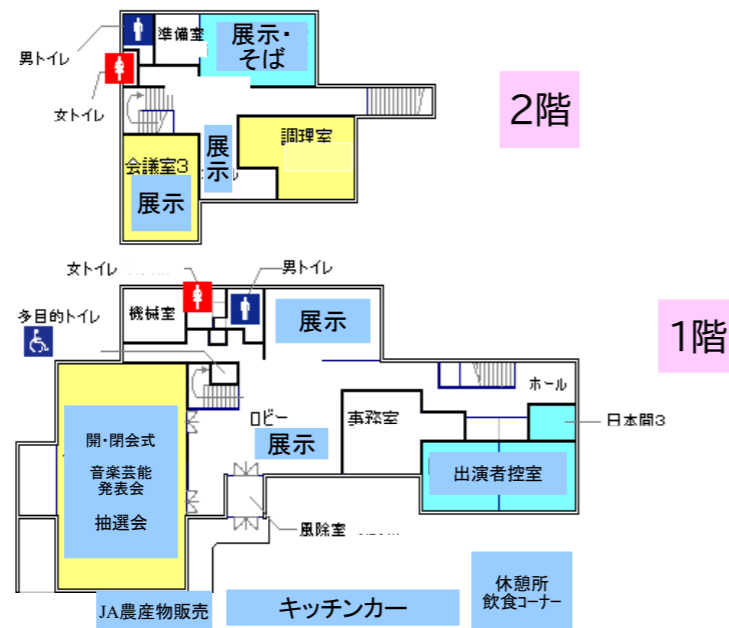 準備室
展示・
そば
男トイレ
女トイレ
2階
展示
調理室
会議室3
展示
女トイレ
男トイレ
機械室
多目的トイレ
展示
1階
ホール
ロビー
事務室
日本間3
展示
開・閉会式
音楽芸能
発表会
抽選会
出演者控室
風除室
JA農産物販売
キッチンカー
休憩所
飲食コーナー